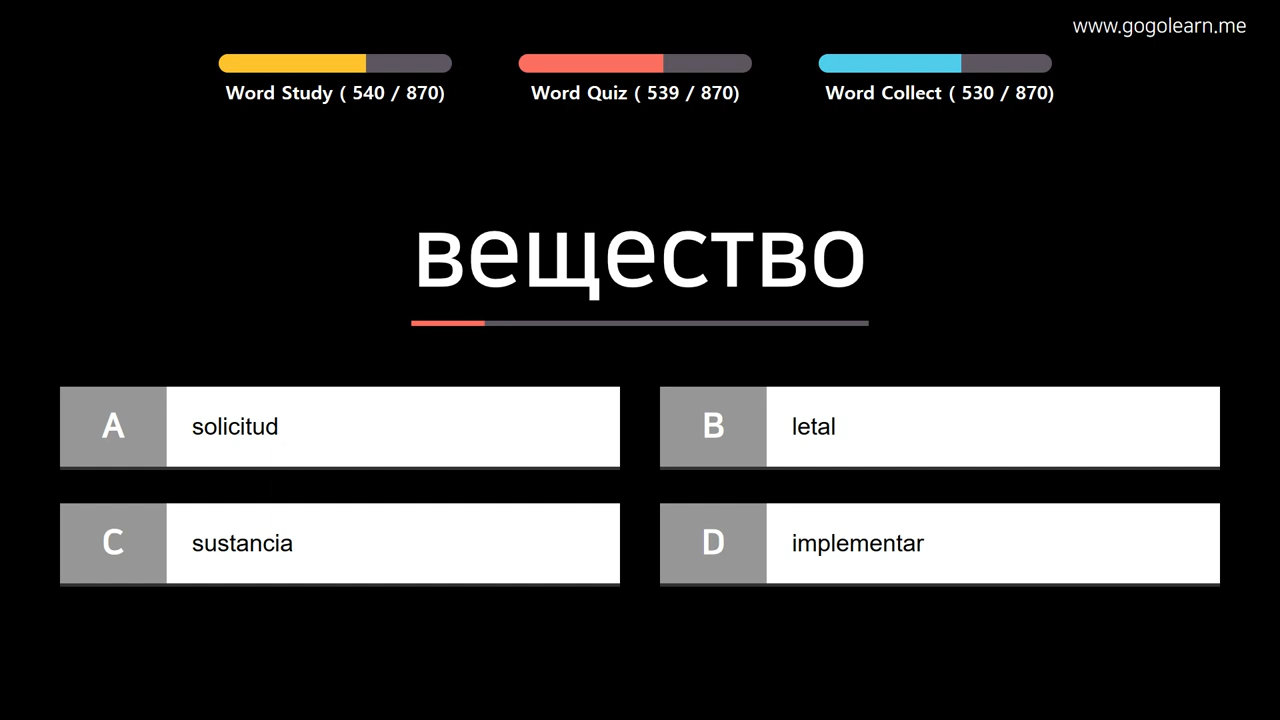 www.gogolearn.me
Word Study ( 540 / 870)
Word Quiz ( 539 / 870)
Word Collect ( 530 / 870)
вещество
A solicitud
B letal
C sustancia
D implementar